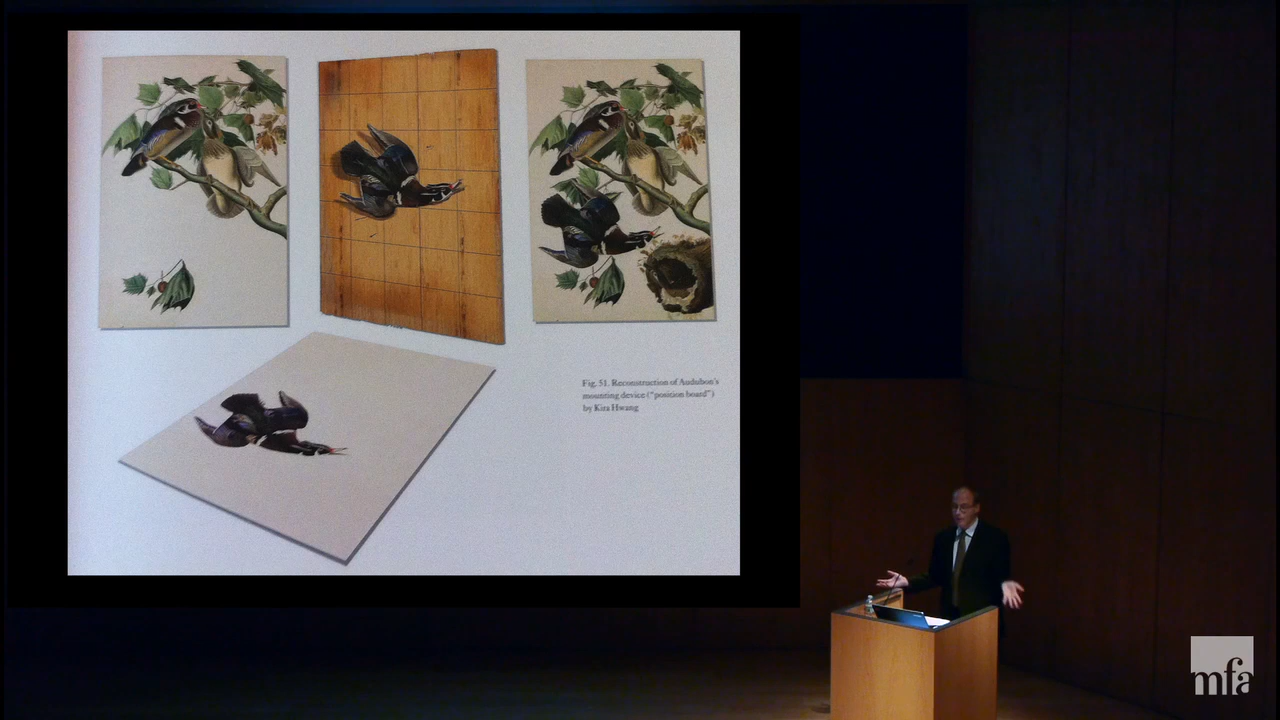 Fig. 51. Reconstruction of Audubon's
mounting device ("position board")
by Kira Hwang
mfa